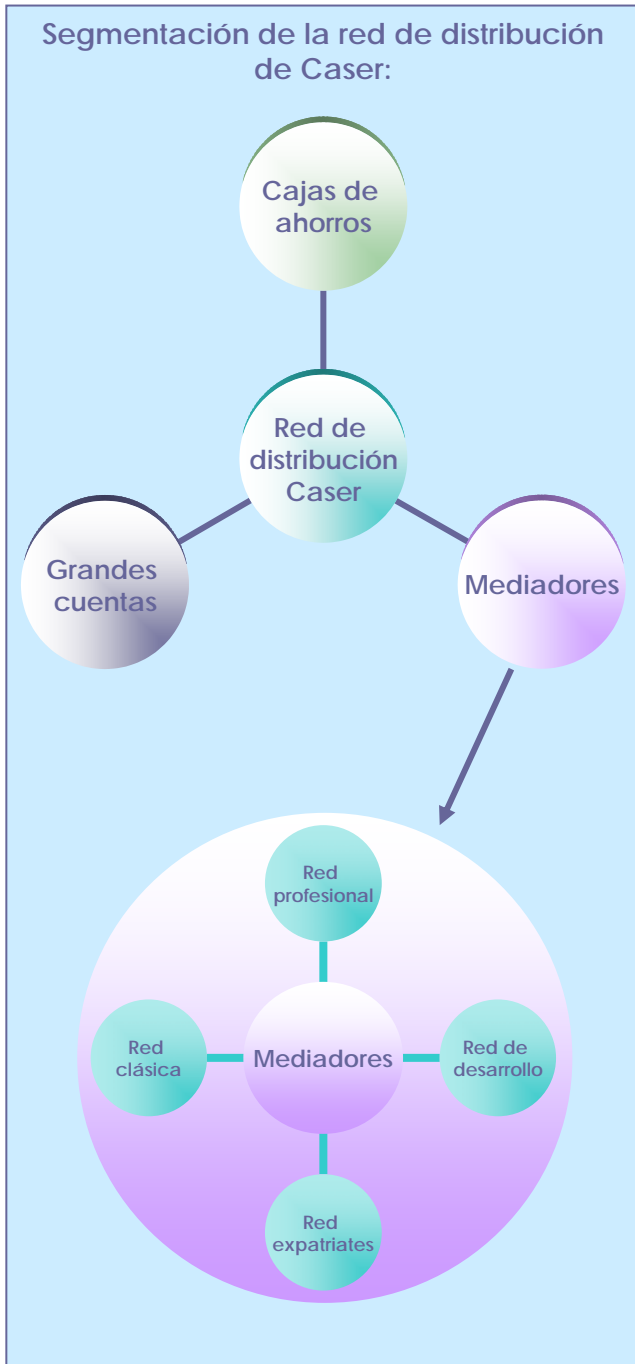 Segmentación de la red de distribución
de Caser:
Cajas de
ahorros
Red de
distribución
Caser
Grandes
cuentas
Mediadores
Red
profesional
Red
clásica
Mediadores
Red de
desarrollo
Red
expatriates